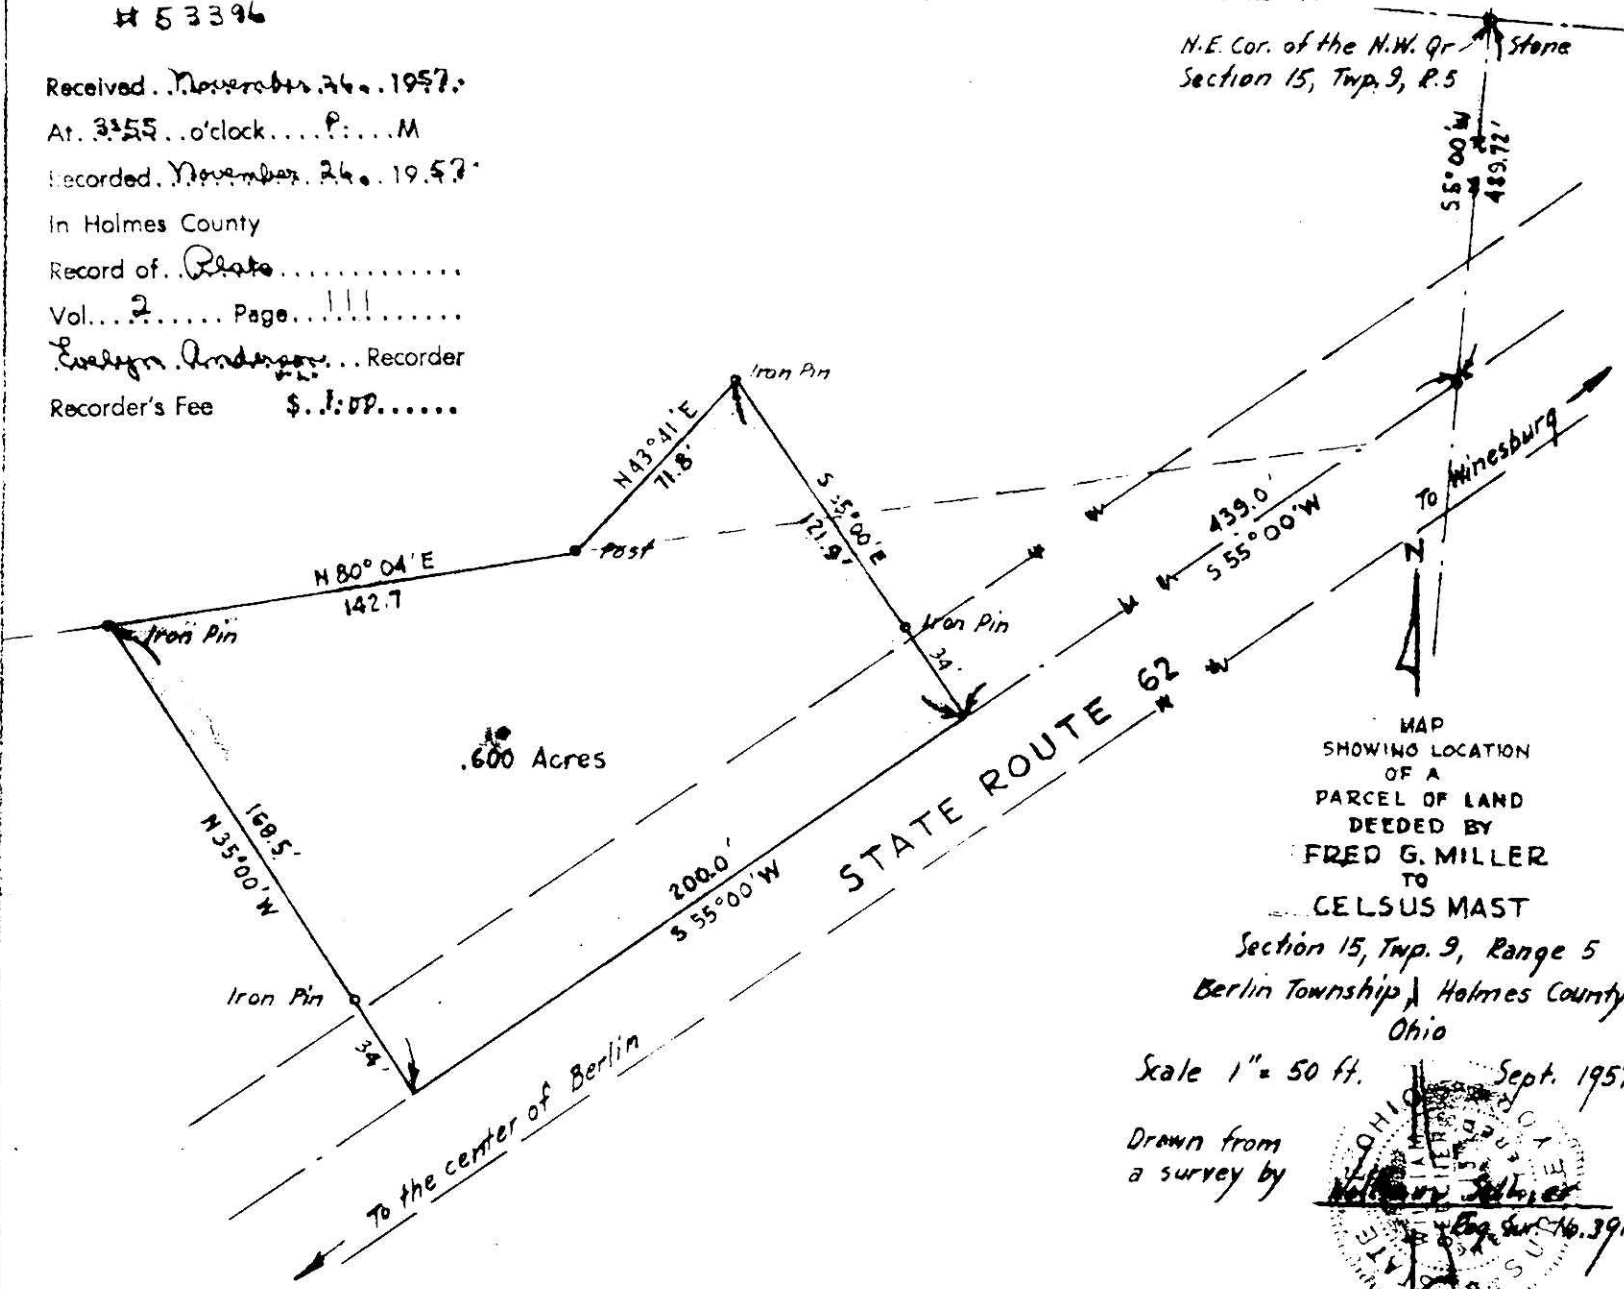 # 53396
Received. November. 26.. 1957.
At. 3:55..o'clock....P:...M
ecorded. November. 26.. 19.57.
In Holmes County
Record of..Plats..............
Vol....2...... Page....111............
Evelyn Anderson... Recorder
Recorder's Fee $..1:00......
N.E. Cor. of the N.W. Qr
Stone
Section 15, Twp. 9, R.5
S 5°00'W
489.72'
Iron Pin
N 43°41'E
71.8'
S 35°00'E
121.9'
Post
N 80°04'E
142.7
Iron Pin
Iron Pin
34'
439.0'
S 55°00'W
To Winesburg
N
.600 Acres
168.5'
N 35°00'W
Iron Pin
34'
200.0'
S 55°00'W
STATE ROUTE 62
To the center of Berlin
MAP
SHOWING LOCATION
OF A
PARCEL OF LAND
DEEDED BY
FRED G. MILLER
TO
CELSUS MAST
Section 15, Twp. 9, Range 5
Berlin Township, Holmes County
Ohio
Scale 1" = 50 ft.
Sept. 195
Drawn from
a survey by
OHIO